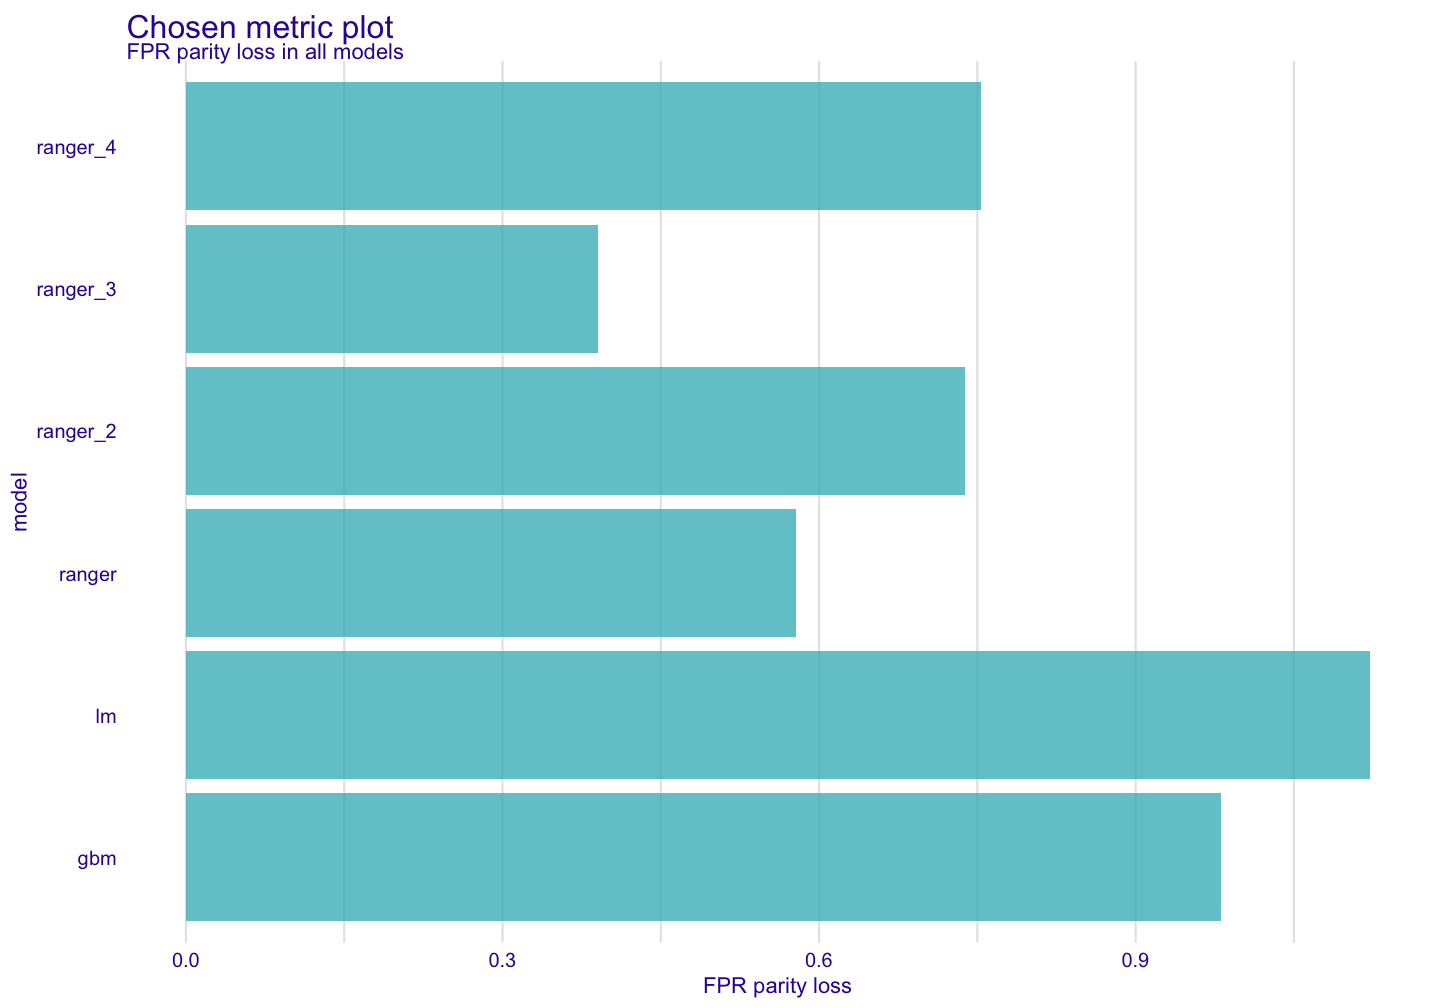 Chosen metric plot
FPR parity loss in all models
ranger_4
ranger_3
ranger_2
ranger
lm
gbm
model
0.0
0.3
0.6
0.9
FPR parity loss